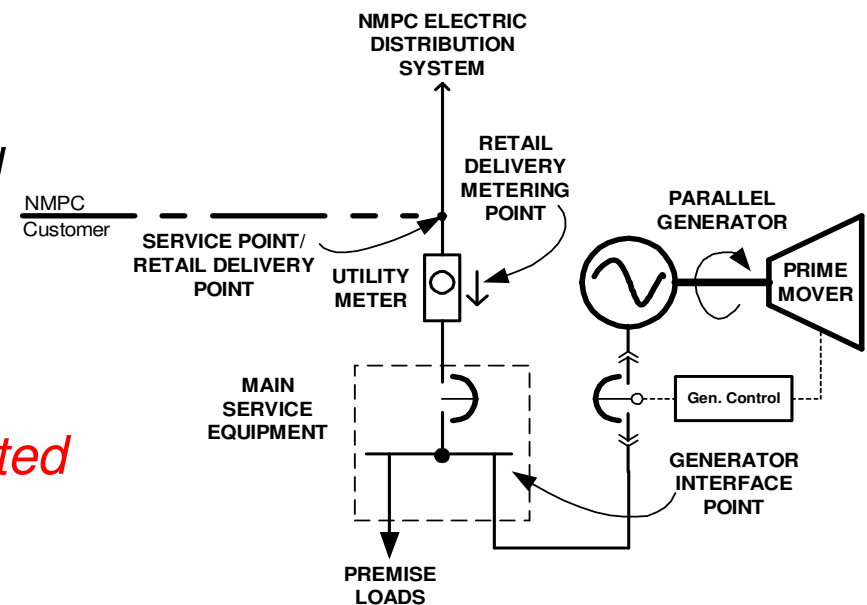 NMPC ELECTRIC
DISTRIBUTION
SYSTEM
RETAIL
DELIVERY
METERING
POINT
NMPC
Customer
SERVICE POINT/
RETAIL DELIVERY
POINT
UTILITY
METER
PARALLEL
GENERATOR
PRIME
MOVER
MAIN
SERVICE
EQUIPMENT
Gen. Control
GENERATOR
INTERFACE
POINT
PREMISE
LOADS
ted